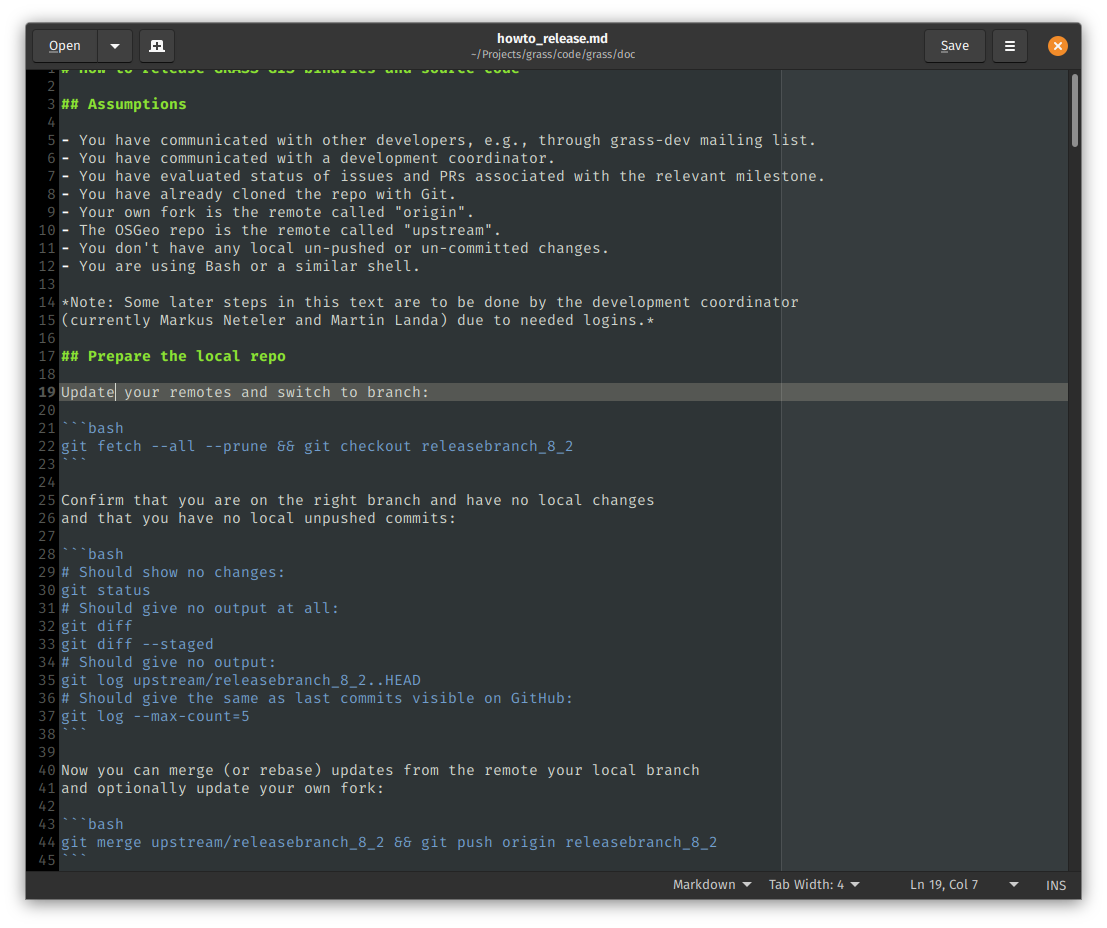 Open
howto_release.md
~/Projects/grass/code/grass/doc
Save
1 # How to release GRASS GIS binaries and source code
2
3 ## Assumptions
4
5 - You have communicated with other developers, e.g., through grass-dev mailing list.
6 - You have communicated with a development coordinator.
7 - You have evaluated status of issues and PRs associated with the relevant milestone.
8 - You have already cloned the repo with Git.
9 - Your own fork is the remote called "origin".
10 - The OSGeo repo is the remote called "upstream".
11 - You don't have any local un-pushed or un-committed changes.
12 - You are using Bash or a similar shell.
13
14 *Note: Some later steps in this text are to be done by the development coordinator
15 (currently Markus Neteler and Martin Landa) due to needed logins.*
16
17 ## Prepare the local repo
18
19 Update your remotes and switch to branch:
20
21 ```bash
22 git fetch --all --prune && git checkout releasebranch_8_2
23 ```
24
25 Confirm that you are on the right branch and have no local changes
26 and that you have no local unpushed commits:
27
28 ```bash
29 # Should show no changes:
30 git status
31 # Should give no output at all:
32 git diff
33 git diff --staged
34 # Should give no output:
35 git log upstream/releasebranch_8_2..HEAD
36 # Should give the same as last commits visible on GitHub:
37 git log --max-count=5
38 ```
39
40 Now you can merge (or rebase) updates from the remote your local branch
41 and optionally update your own fork:
42
43 ```bash
44 git merge upstream/releasebranch_8_2 && git push origin releasebranch_8_2
45 ```
Markdown Tab Width: 4 Ln 19, Col 7 INS